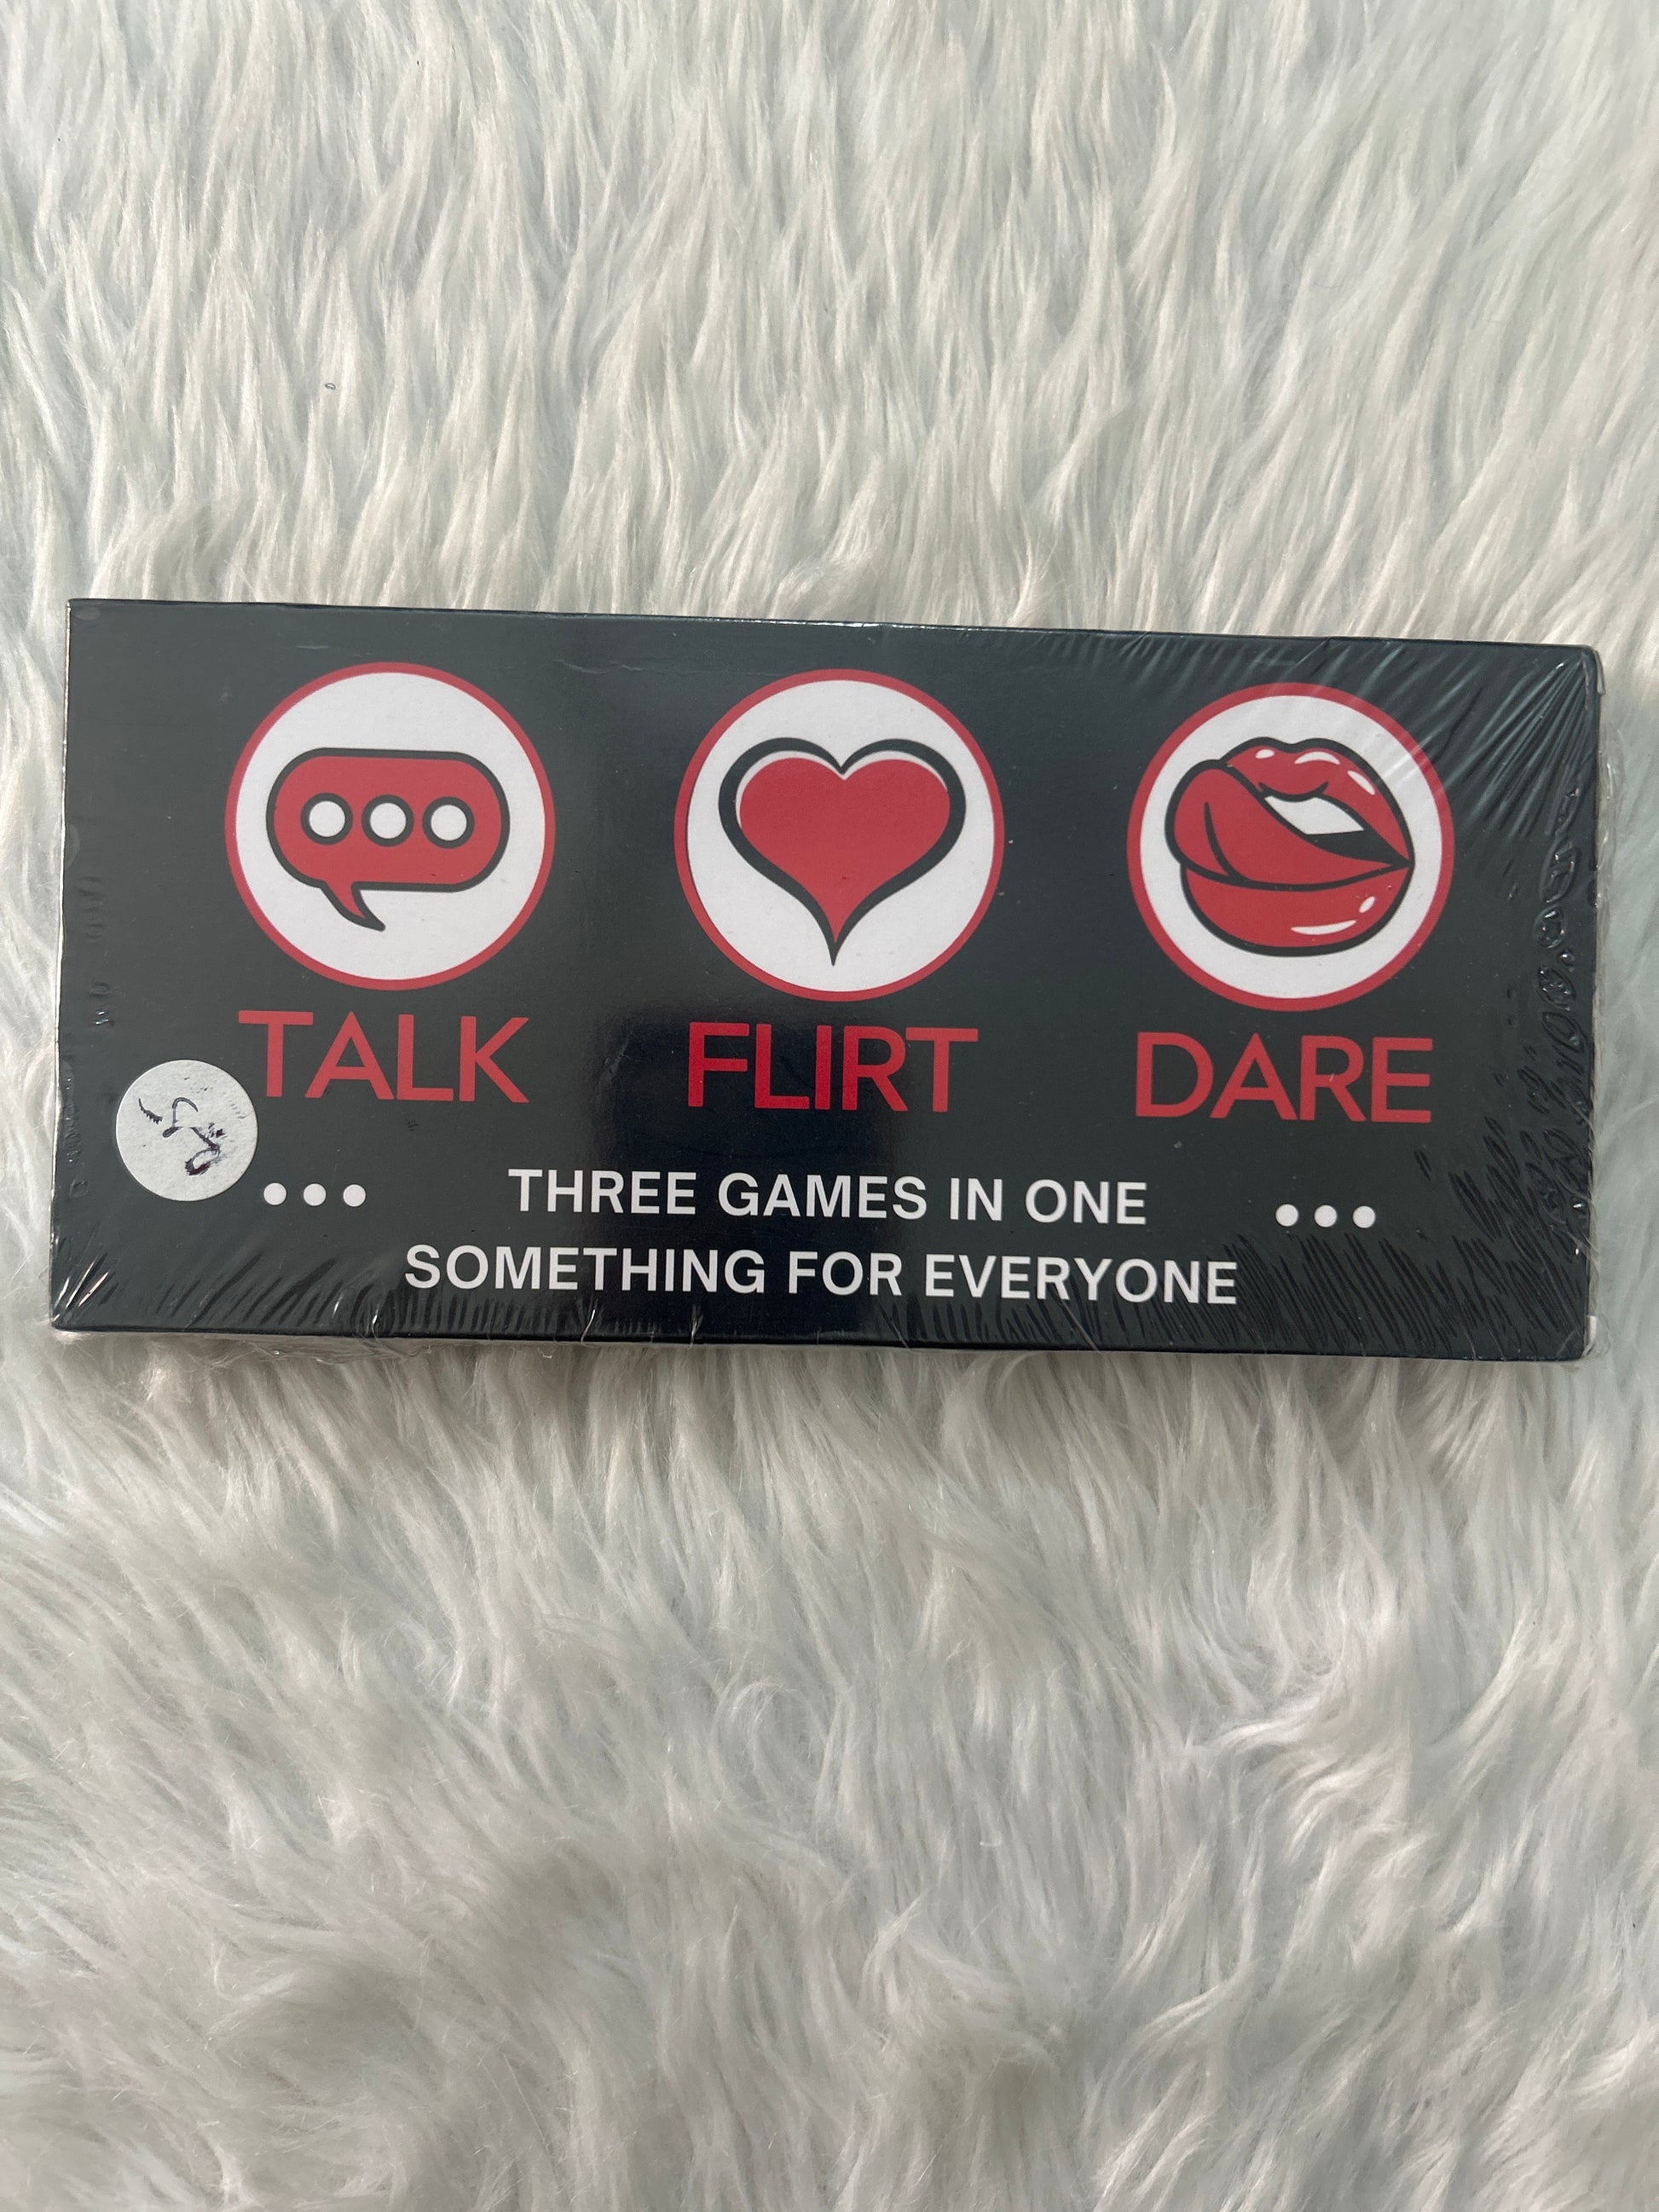 TALK FLIRT DARE
THREE GAMES IN ONE
SOMETHING FOR EVERYONE